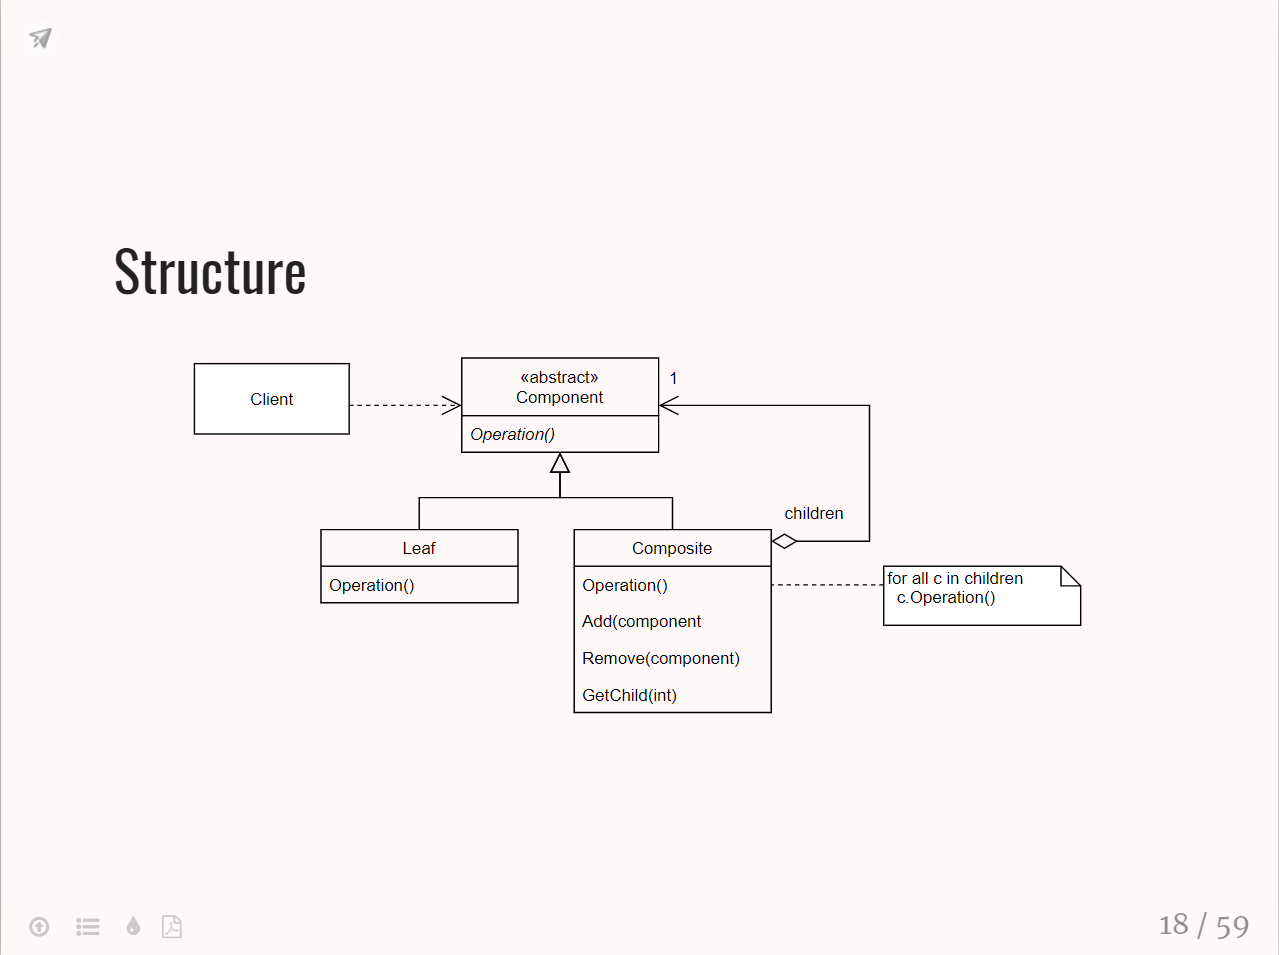 Structure
Client
«abstract»
Component
1
Operation()
children
Leaf
Composite
Operation()
Operation()
for all c in children
c.Operation()
Add(component
Remove(component)
GetChild(int)
18 / 59